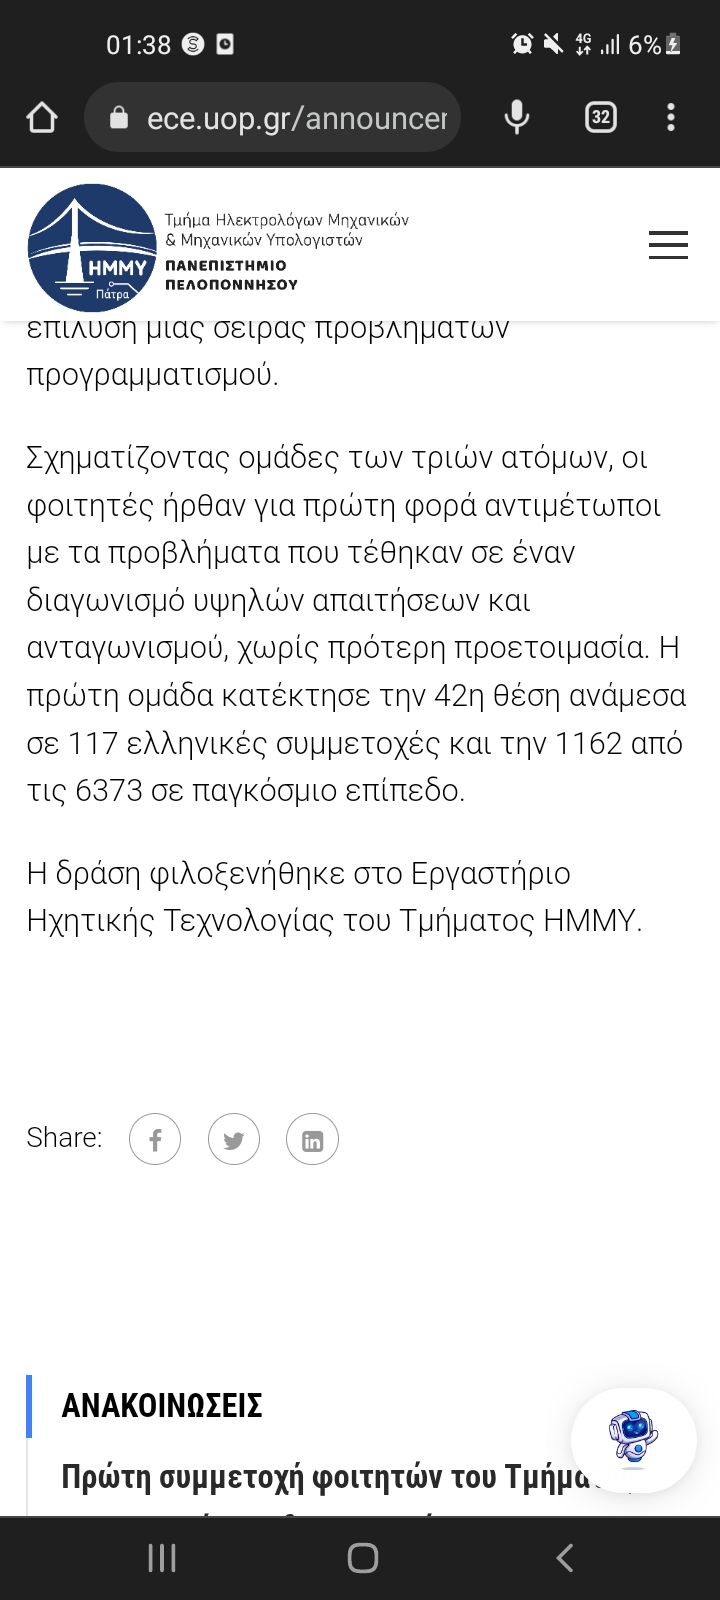 01:38
4G
6%
ece.uop.gr/announcer
32
Τμήμα Ηλεκτρολόγων Μηχανικών
& Μηχανικών Υπολογιστών
ΠΑΝΕΠΙΣΤΗΜΙΟ
ΠΕΛΟΠΟΝΝΗΣΟΥ
ΗΜΜΥ
Πάτρα
επίλυση μιας σειράς προβλημάτων
προγραμματισμού.
Σχηματίζοντας ομάδες των τριών ατόμων, οι
φοιτητές ήρθαν για πρώτη φορά αντιμέτωποι
με τα προβλήματα που τέθηκαν σε έναν
διαγωνισμό υψηλών απαιτήσεων και
ανταγωνισμού, χωρίς πρότερη προετοιμασία. Η
πρώτη ομάδα κατέκτησε την 42η θέση ανάμεσα
σε 117 ελληνικές συμμετοχές και την 1162 από
τις 6373 σε παγκόσμιο επίπεδο.
Η δράση φιλοξενήθηκε στο Εργαστήριο
Ηχητικής Τεχνολογίας του Τμήματος ΗΜΜΥ.
Share:
ΑΝΑΚΟΙΝΩΣΕΙΣ
Πρώτη συμμετοχή φοιτητών του